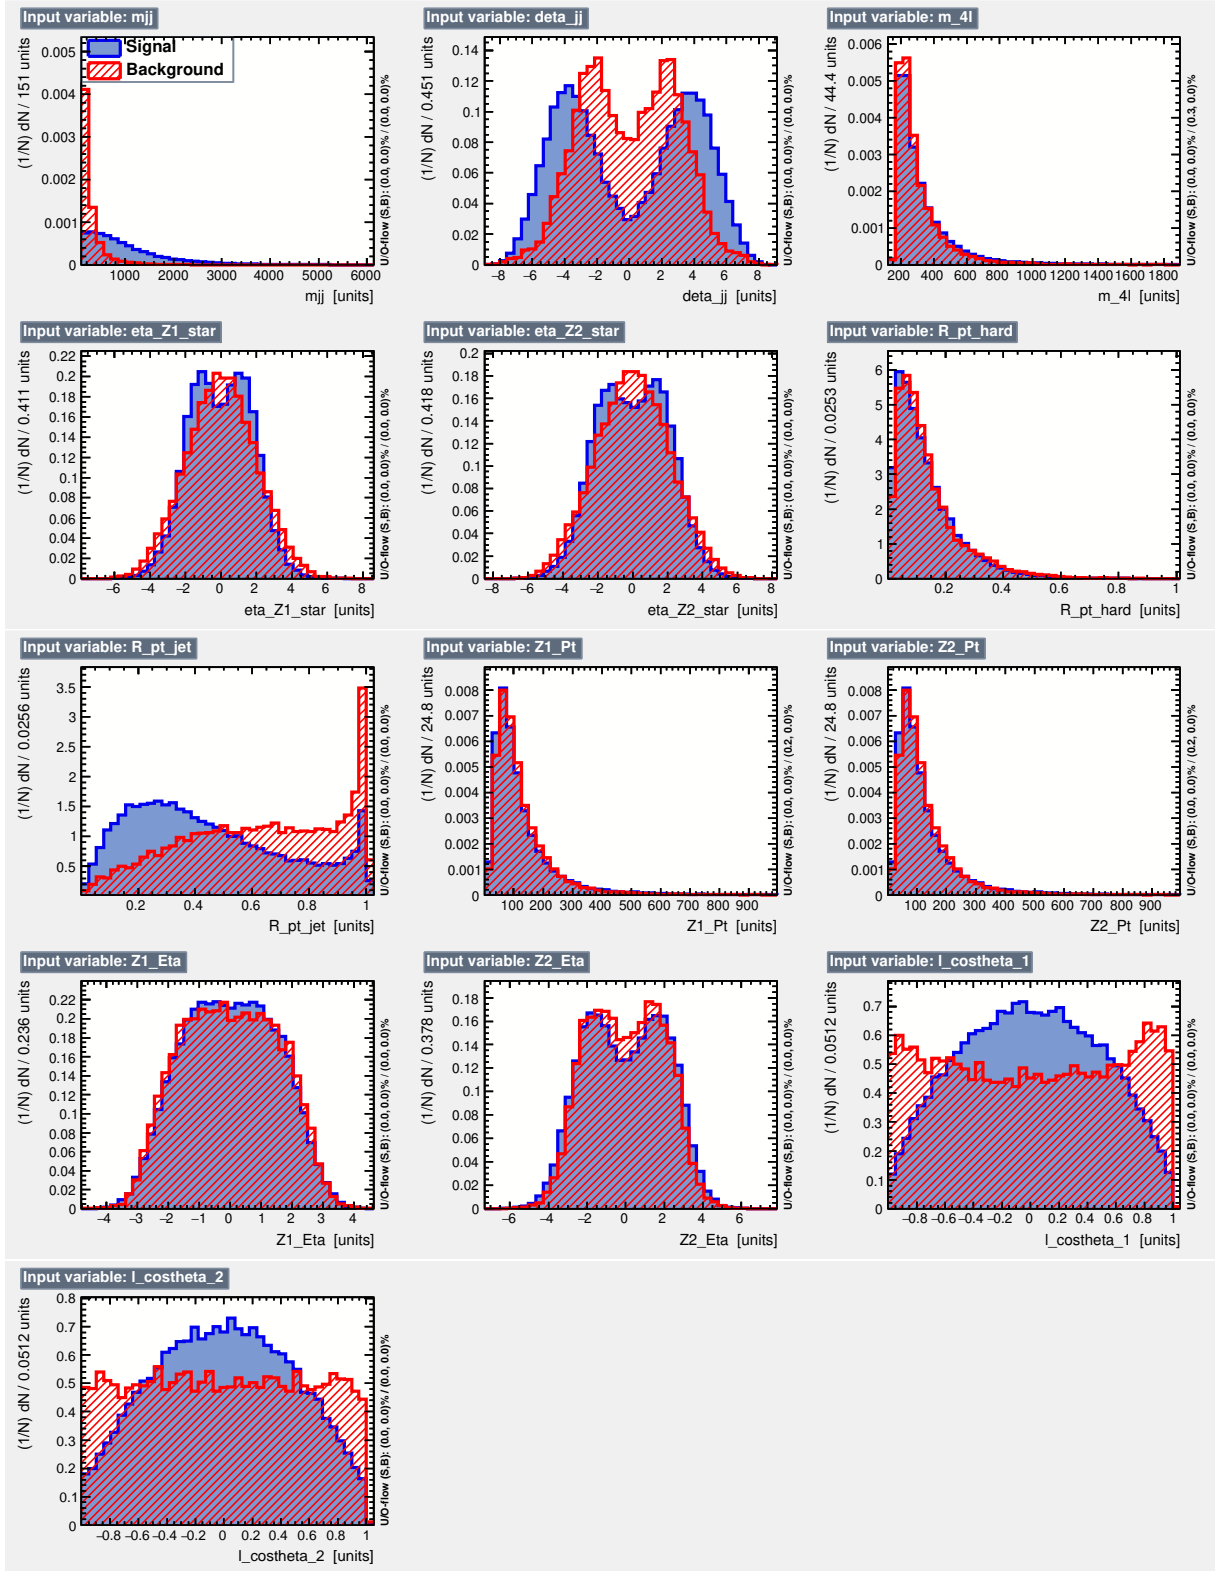 Input variable: mjj
(1/N) dN / 151 units
0.005
0.004
0.003
0.002
0.001
0
Signal
Background
1000 2000 3000 4000 5000 6000
mjj [units]
U/O-flow (S,B): (0.0, 0.0)% / (0.0, 0.0)%
Input variable: deta_jj
(1/N) dN / 0.451 units
0.14
0.12
0.1
0.08
0.06
0.04
0.02
0
−8 −6 −4 −2 0 2 4 6 8
deta_jj [units]
U/O-flow (S,B): (0.0, 0.0)% / (0.0, 0.0)%
Input variable: m_4l
(1/N) dN / 44.4 units
0.006
0.005
0.004
0.003
0.002
0.001
0
200 400 600 800 1000 1200 1400 1600 1800
m_4l [units]
U/O-flow (S,B): (0.0, 0.0)% / (0.3, 0.0)%
Input variable: eta_Z1_star
(1/N) dN / 0.411 units
0.22
0.2
0.18
0.16
0.14
0.12
0.1
0.08
0.06
0.04
0.02
0
−6 −4 −2 0 2 4 6 8
eta_Z1_star [units]
U/O-flow (S,B): (0.0, 0.0)% / (0.0, 0.0)%
Input variable: eta_Z2_star
(1/N) dN / 0.418 units
0.2
0.18
0.16
0.14
0.12
0.1
0.08
0.06
0.04
0.02
0
−8 −6 −4 −2 0 2 4 6 8
eta_Z2_star [units]
U/O-flow (S,B): (0.0, 0.0)% / (0.0, 0.0)%
Input variable: R_pt_hard
(1/N) dN / 0.0253 units
6
5
4
3
2
1
0
0.2 0.4 0.6 0.8 1
R_pt_hard [units]
U/O-flow (S,B): (0.0, 0.0)% / (0.0, 0.0)%
Input variable: R_pt_jet
(1/N) dN / 0.0256 units
3.5
3
2.5
2
1.5
1
0.5
0.2 0.4 0.6 0.8 1
R_pt_jet [units]
U/O-flow (S,B): (0.0, 0.0)% / (0.0, 0.0)%
Input variable: Z1_Pt
(1/N) dN / 24.8 units
0.008
0.007
0.006
0.005
0.004
0.003
0.002
0.001
0
100 200 300 400 500 600 700 800 900
Z1_Pt [units]
U/O-flow (S,B): (0.0, 0.0)% / (0.2, 0.0)%
Input variable: Z2_Pt
(1/N) dN / 24.8 units
0.008
0.007
0.006
0.005
0.004
0.003
0.002
0.001
0
100 200 300 400 500 600 700 800 900
Z2_Pt [units]
U/O-flow (S,B): (0.0, 0.0)% / (0.2, 0.0)%
Input variable: Z1_Eta
(1/N) dN / 0.236 units
0.22
0.2
0.18
0.16
0.14
0.12
0.1
0.08
0.06
0.04
0.02
0
−4 −3 −2 −1 0 1 2 3 4
Z1_Eta [units]
U/O-flow (S,B): (0.0, 0.0)% / (0.0, 0.0)%
Input variable: Z2_Eta
(1/N) dN / 0.378 units
0.18
0.16
0.14
0.12
0.1
0.08
0.06
0.04
0.02
0
−6 −4 −2 0 2 4 6
Z2_Eta [units]
U/O-flow (S,B): (0.0, 0.0)% / (0.0, 0.0)%
Input variable: l_costheta_1
(1/N) dN / 0.0512 units
0.7
0.6
0.5
0.4
0.3
0.2
0.1
0
−0.8 −0.6 −0.4 −0.2 0 0.2 0.4 0.6 0.8 1
l_costheta_1 [units]
U/O-flow (S,B): (0.0, 0.0)% / (0.0, 0.0)%
Input variable: l_costheta_2
(1/N) dN / 0.0512 units
0.8
0.7
0.6
0.5
0.4
0.3
0.2
0.1
0
−0.8 −0.6 −0.4 −0.2 0 0.2 0.4 0.6 0.8 1
l_costheta_2 [units]
U/O-flow (S,B): (0.0, 0.0)% / (0.0, 0.0)%